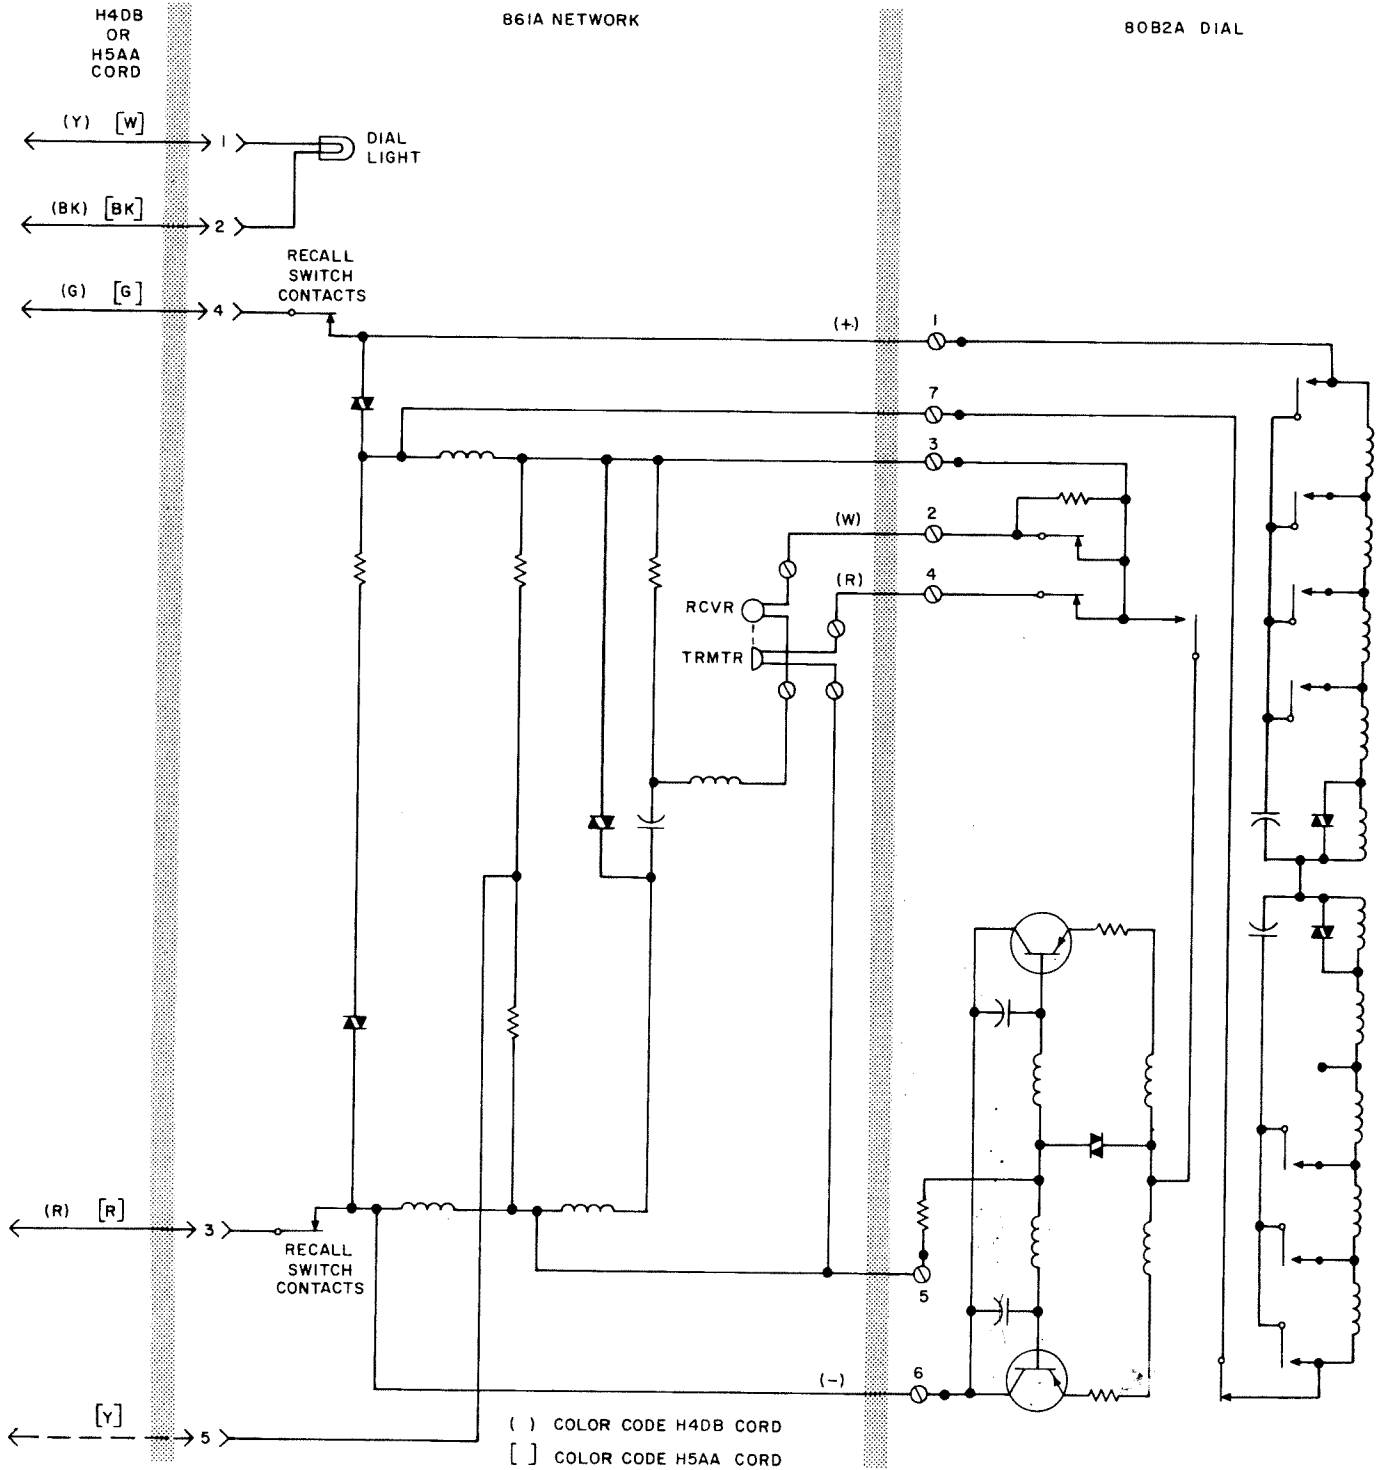 H4DB
OR
H5AA
CORD
861A NETWORK
80B2A DIAL
(Y) [W]
1
DIAL
LIGHT
(BK) [BK]
2
RECALL
SWITCH
CONTACTS
(G) [G]
4
(+)
1
7
3
(W)
2
(R)
4
RCVR
TRMTR
(R) [R]
3
RECALL
SWITCH
CONTACTS
5
(-)
6
[Y]
5
( ) COLOR CODE H4DB CORD
[ ] COLOR CODE H5AA CORD